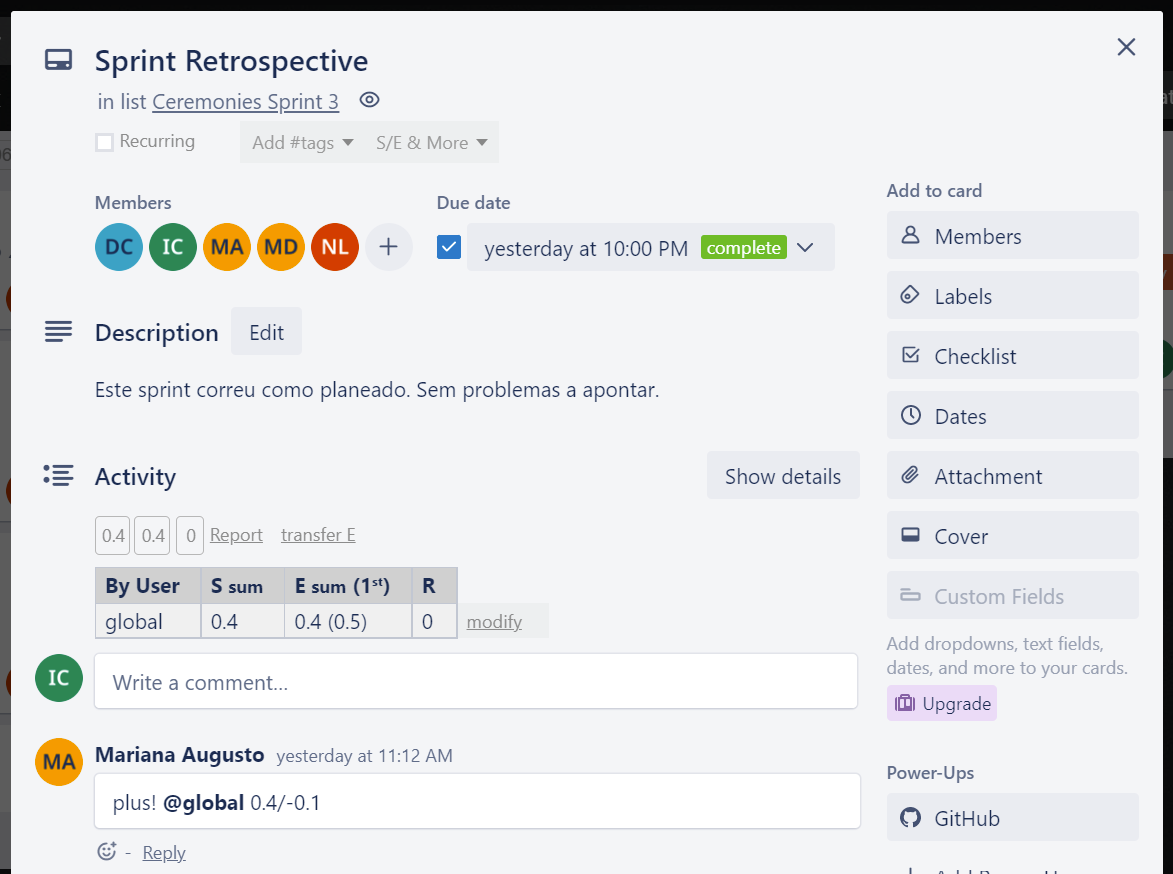 Sprint Retrospective
in list Ceremonies Sprint 3
Recurring
Add #tags S/E & More
Members
DC IC MA MD NL
Due date
yesterday at 10:00 PM complete
Description Edit
Este sprint correu como planeado. Sem problemas a apontar.
Activity Show details
0.4 0.4 0 Report transfer E
By User S sum E sum (1st) R
global 0.4 0.4 (0.5) 0 modify
IC Write a comment...
MA Mariana Augusto yesterday at 11:12 AM
plus! @global 0.4/-0.1
- Reply
Add to card
Members
Labels
Checklist
Dates
Attachment
Cover
Custom Fields
Add dropdowns, text fields,
dates, and more to your cards.
Upgrade
Power-Ups
GitHub